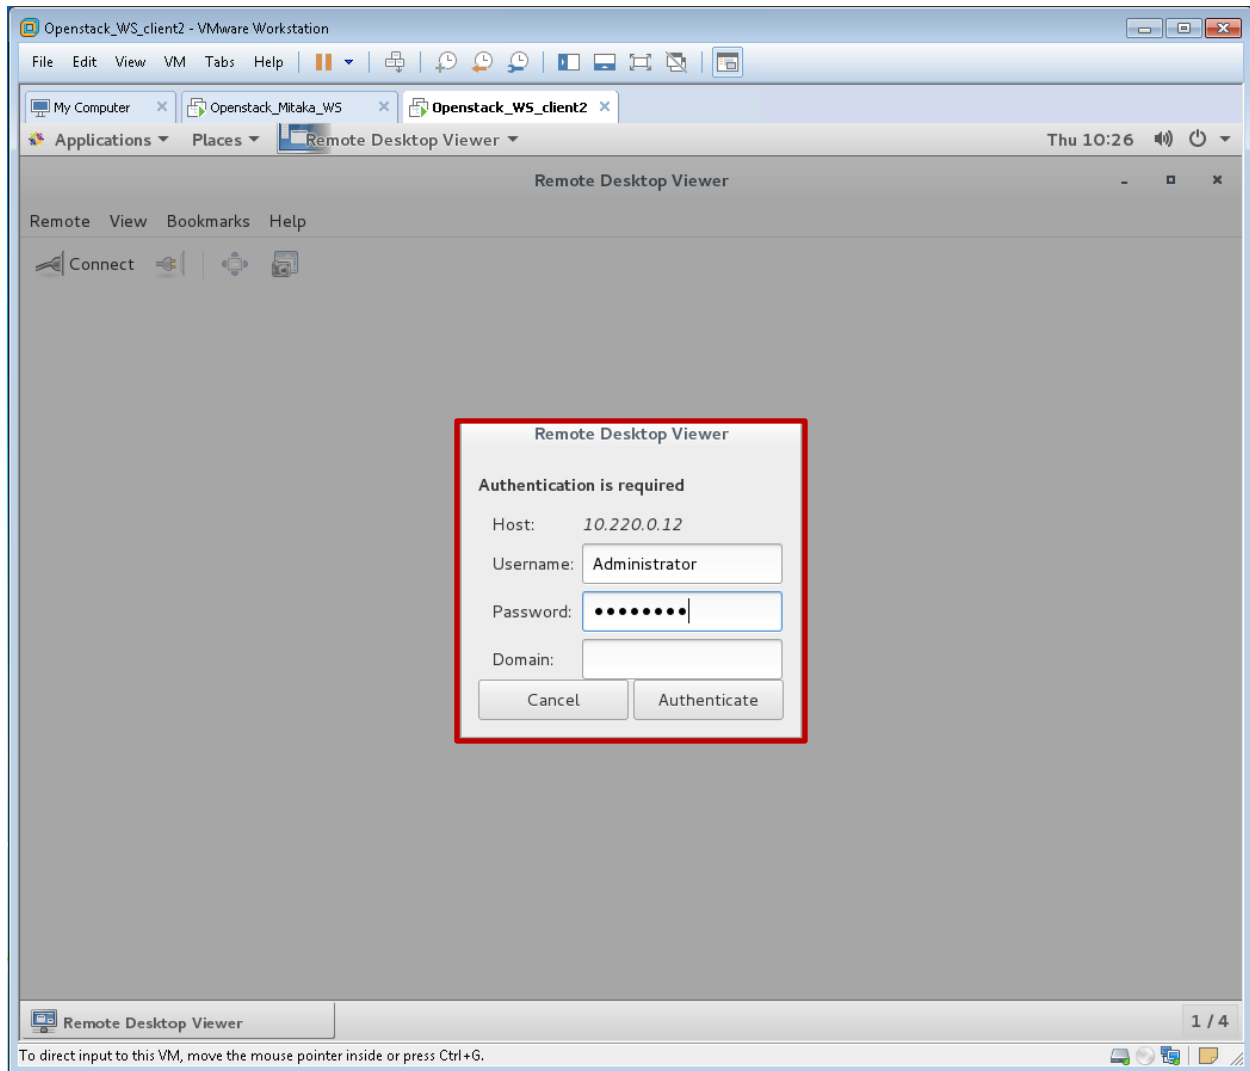 Openstack_WS_client2 - VMware Workstation
File Edit View VM Tabs Help
My Computer Openstack_Mitaka_WS Openstack_WS_client2
Applications Places Remote Desktop Viewer Thu 10:26
Remote Desktop Viewer
Remote View Bookmarks Help
Connect
Remote Desktop Viewer
Authentication is required
Host: 10.220.0.12
Username: Administrator
Password: ••••••••
Domain:
Cancel Authenticate
Remote Desktop Viewer 1 / 4
To direct input to this VM, move the mouse pointer inside or press Ctrl+G.